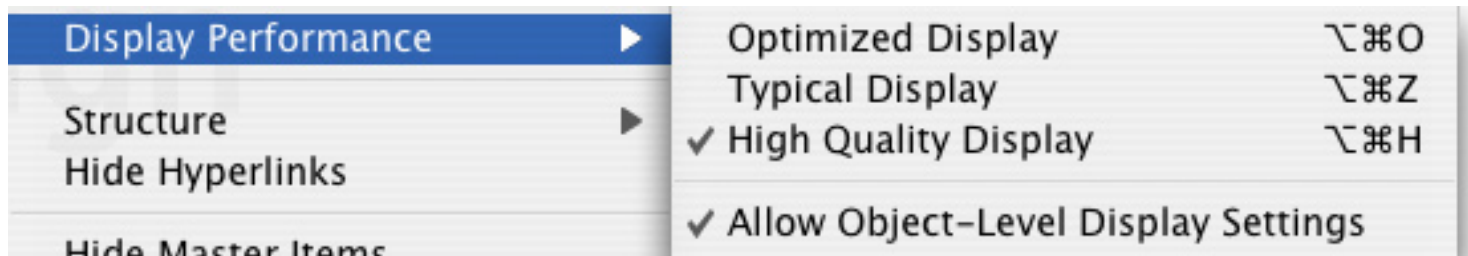 Display Performance
Structure
Hide Hyperlinks
Hide Master Items
Optimized Display ⌥⌘O
Typical Display ⌥⌘Z
✓ High Quality Display ⌥⌘H
✓ Allow Object-Level Display Settings